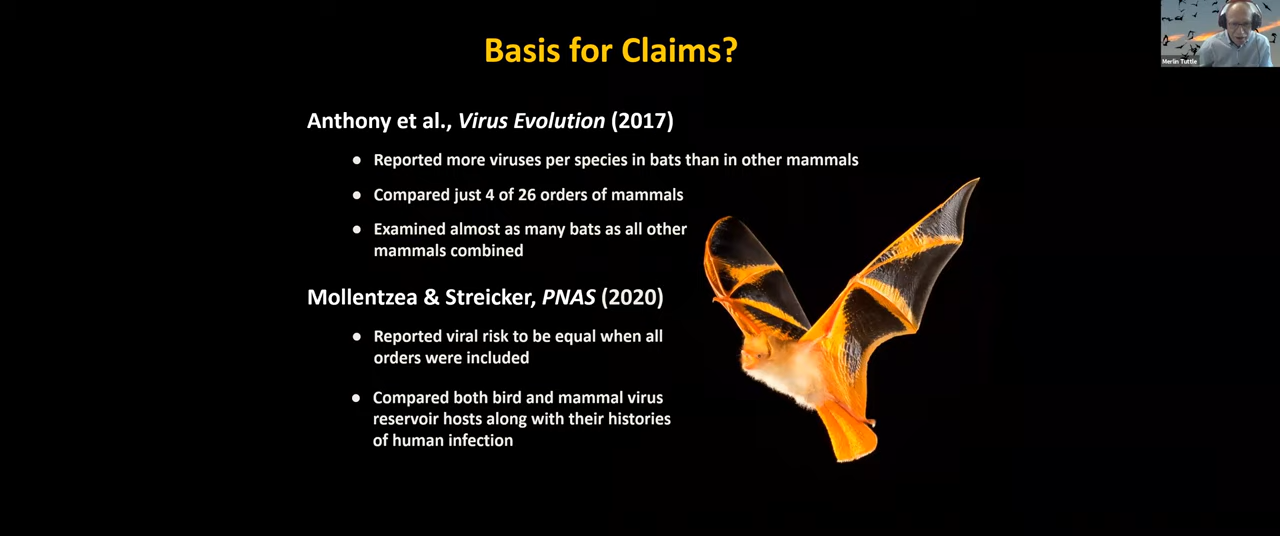 Basis for Claims?
Merlin Tuttle
Anthony et al., Virus Evolution (2017)
● Reported more viruses per species in bats than in other mammals
● Compared just 4 of 26 orders of mammals
● Examined almost as many bats as all other
mammals combined
Mollentzea & Streicker, PNAS (2020)
● Reported viral risk to be equal when all
orders were included
● Compared both bird and mammal virus
reservoir hosts along with their histories
of human infection